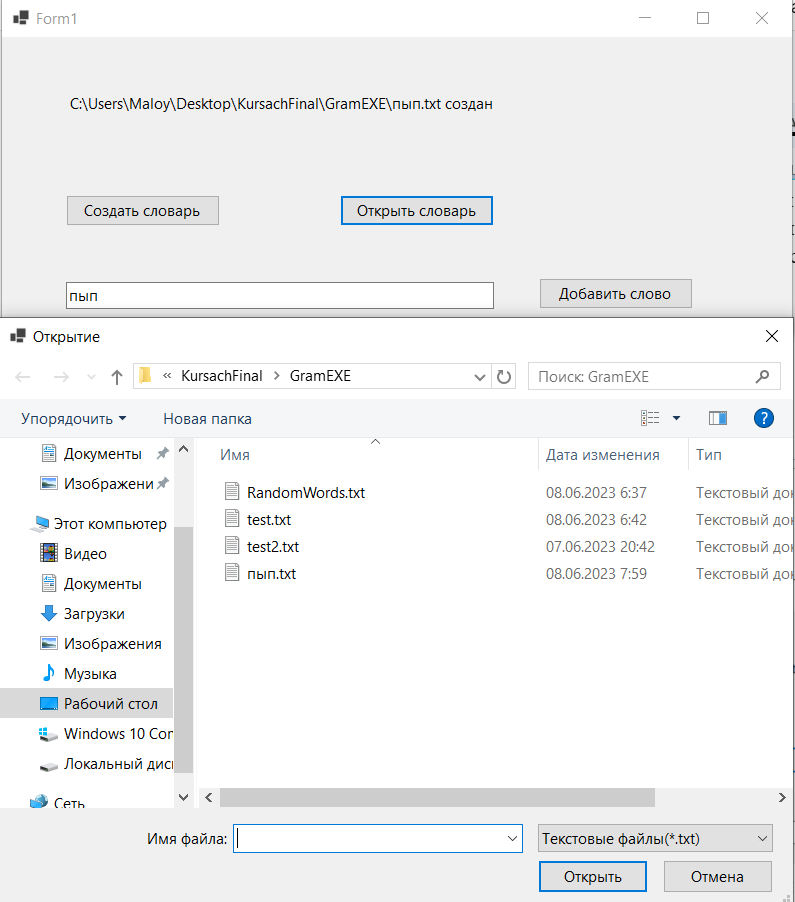 Form1
C:\Users\Maloy\Desktop\KursachFinal\GramEXE\пып.txt создан
Создать словарь Открыть словарь
пып Добавить слово
Открытие
« KursachFinal > GramEXE Поиск: GramEXE
Упорядочить Новая папка ?
Документы
Изображени
Этот компьютер
Видео
Документы
Загрузки
Изображения
Музыка
Рабочий стол
Windows 10 Com
Локальный дис
Сеть
Имя Дата изменения Тип
RandomWords.txt 08.06.2023 6:37 Текстовый до
test.txt 08.06.2023 6:42 Текстовый до
test2.txt 07.06.2023 20:42 Текстовый до
пып.txt 08.06.2023 7:59 Текстовый до
Имя файла: Текстовые файлы(*.txt)
Открыть Отмена